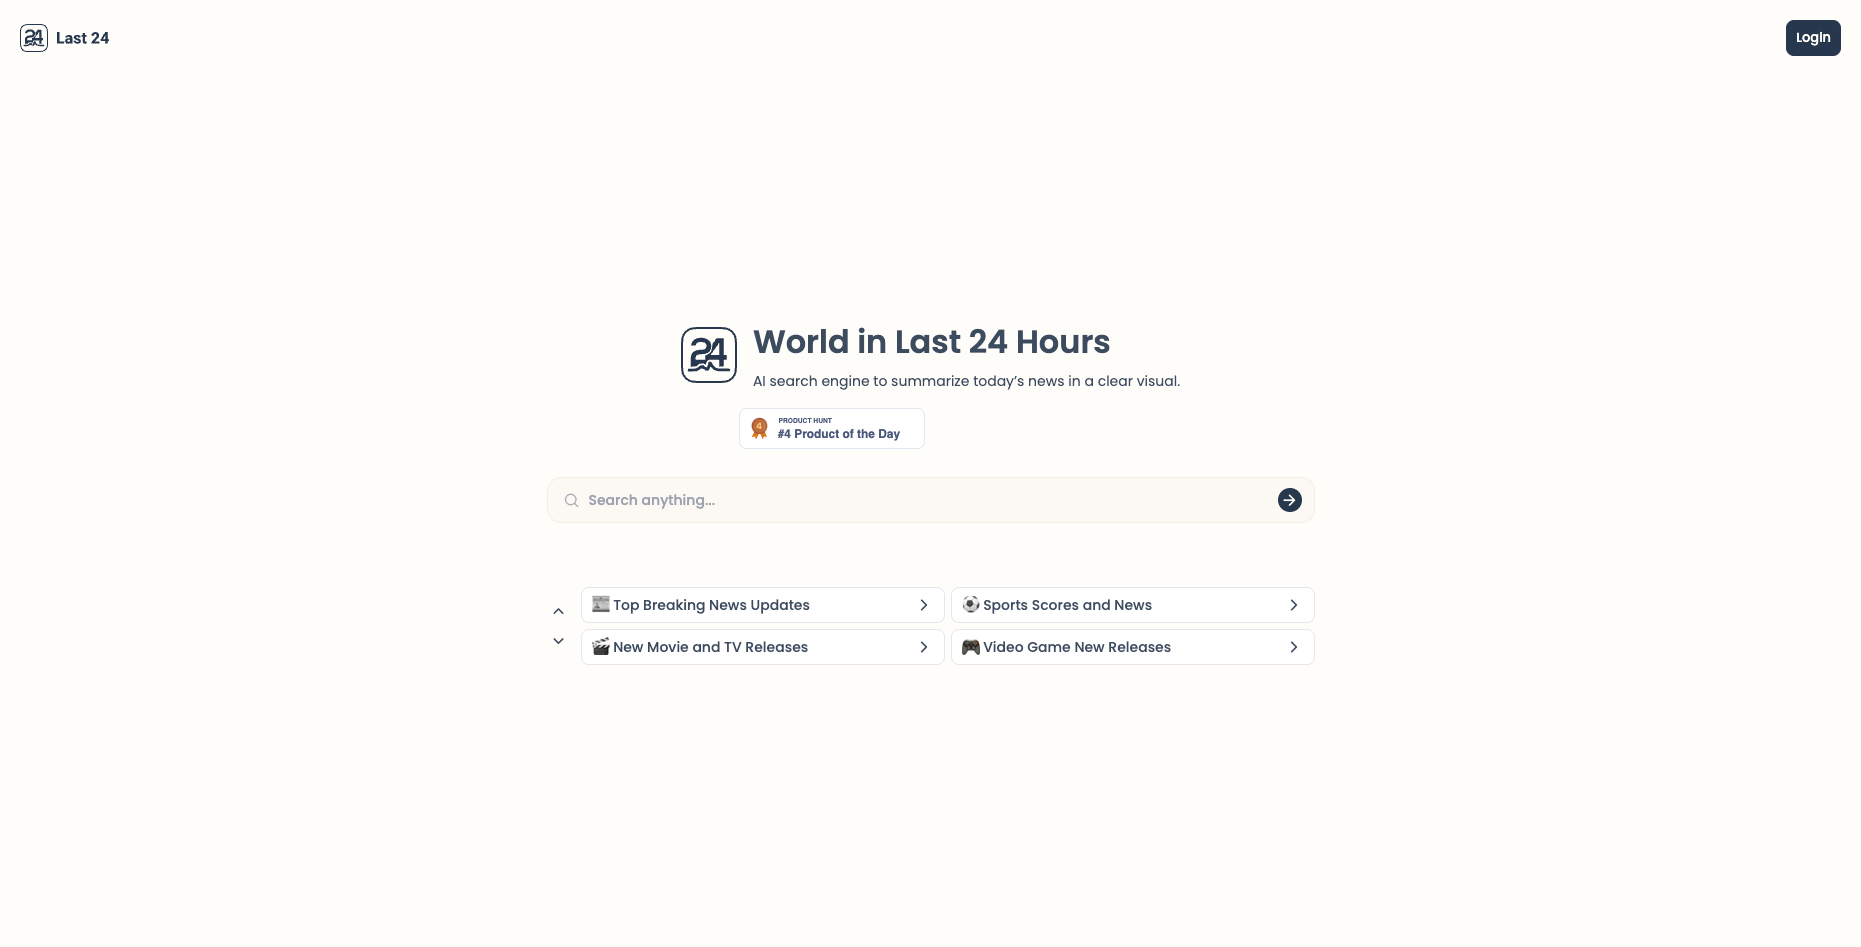 24 Last 24
Login
24
World in Last 24 Hours
AI search engine to summarize today's news in a clear visual.
4
PRODUCT HUNT
#4 Product of the Day
Search anything...
Top Breaking News Updates
Sports Scores and News
New Movie and TV Releases
Video Game New Releases